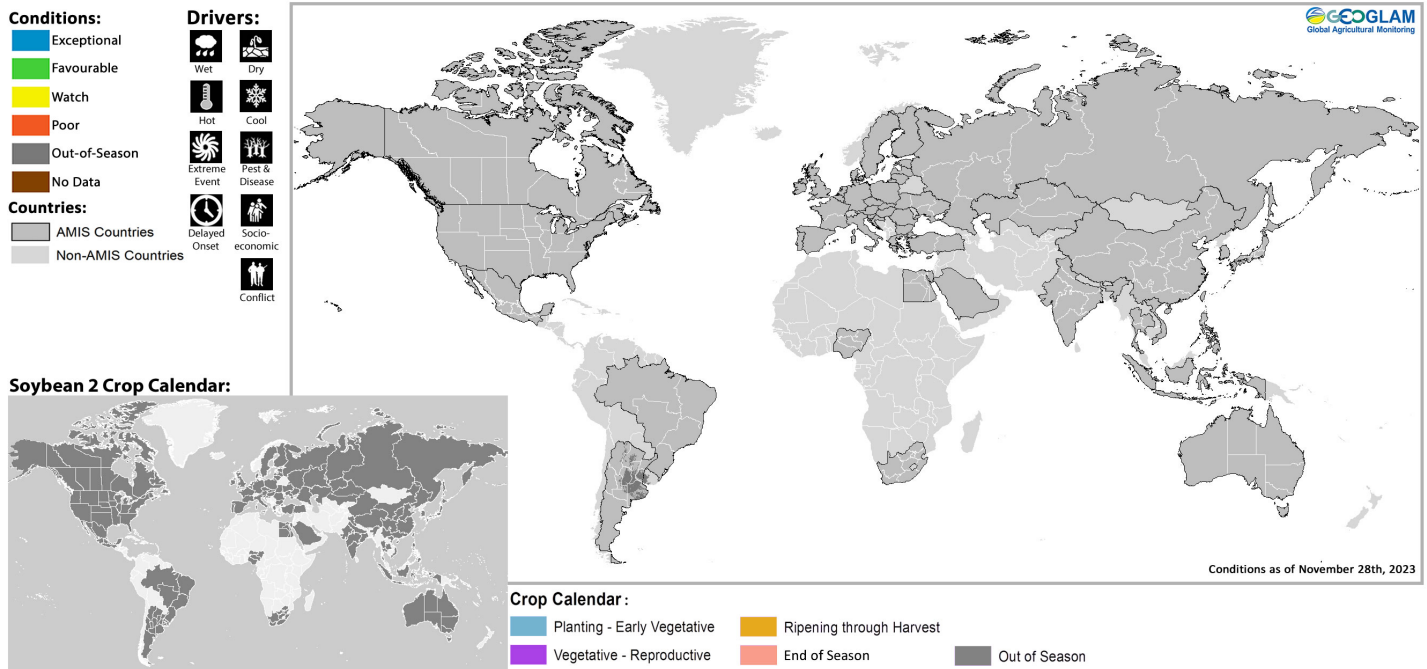 Conditions:
Exceptional
Favourable
Watch
Poor
Out-of-Season
No Data
Countries:
AMIS Countries
Non-AMIS Countries
Drivers:
Wet
Dry
Hot
Cool
Extreme
Event
Pest &
Disease
Delayed
Onset
Socio-
economic
Conflict
GEOGLAM
Global Agricultural Monitoring
Soybean 2 Crop Calendar:
Conditions as of November 28th, 2023
Crop Calendar :
Planting - Early Vegetative
Ripening through Harvest
Vegetative - Reproductive
End of Season
Out of Season